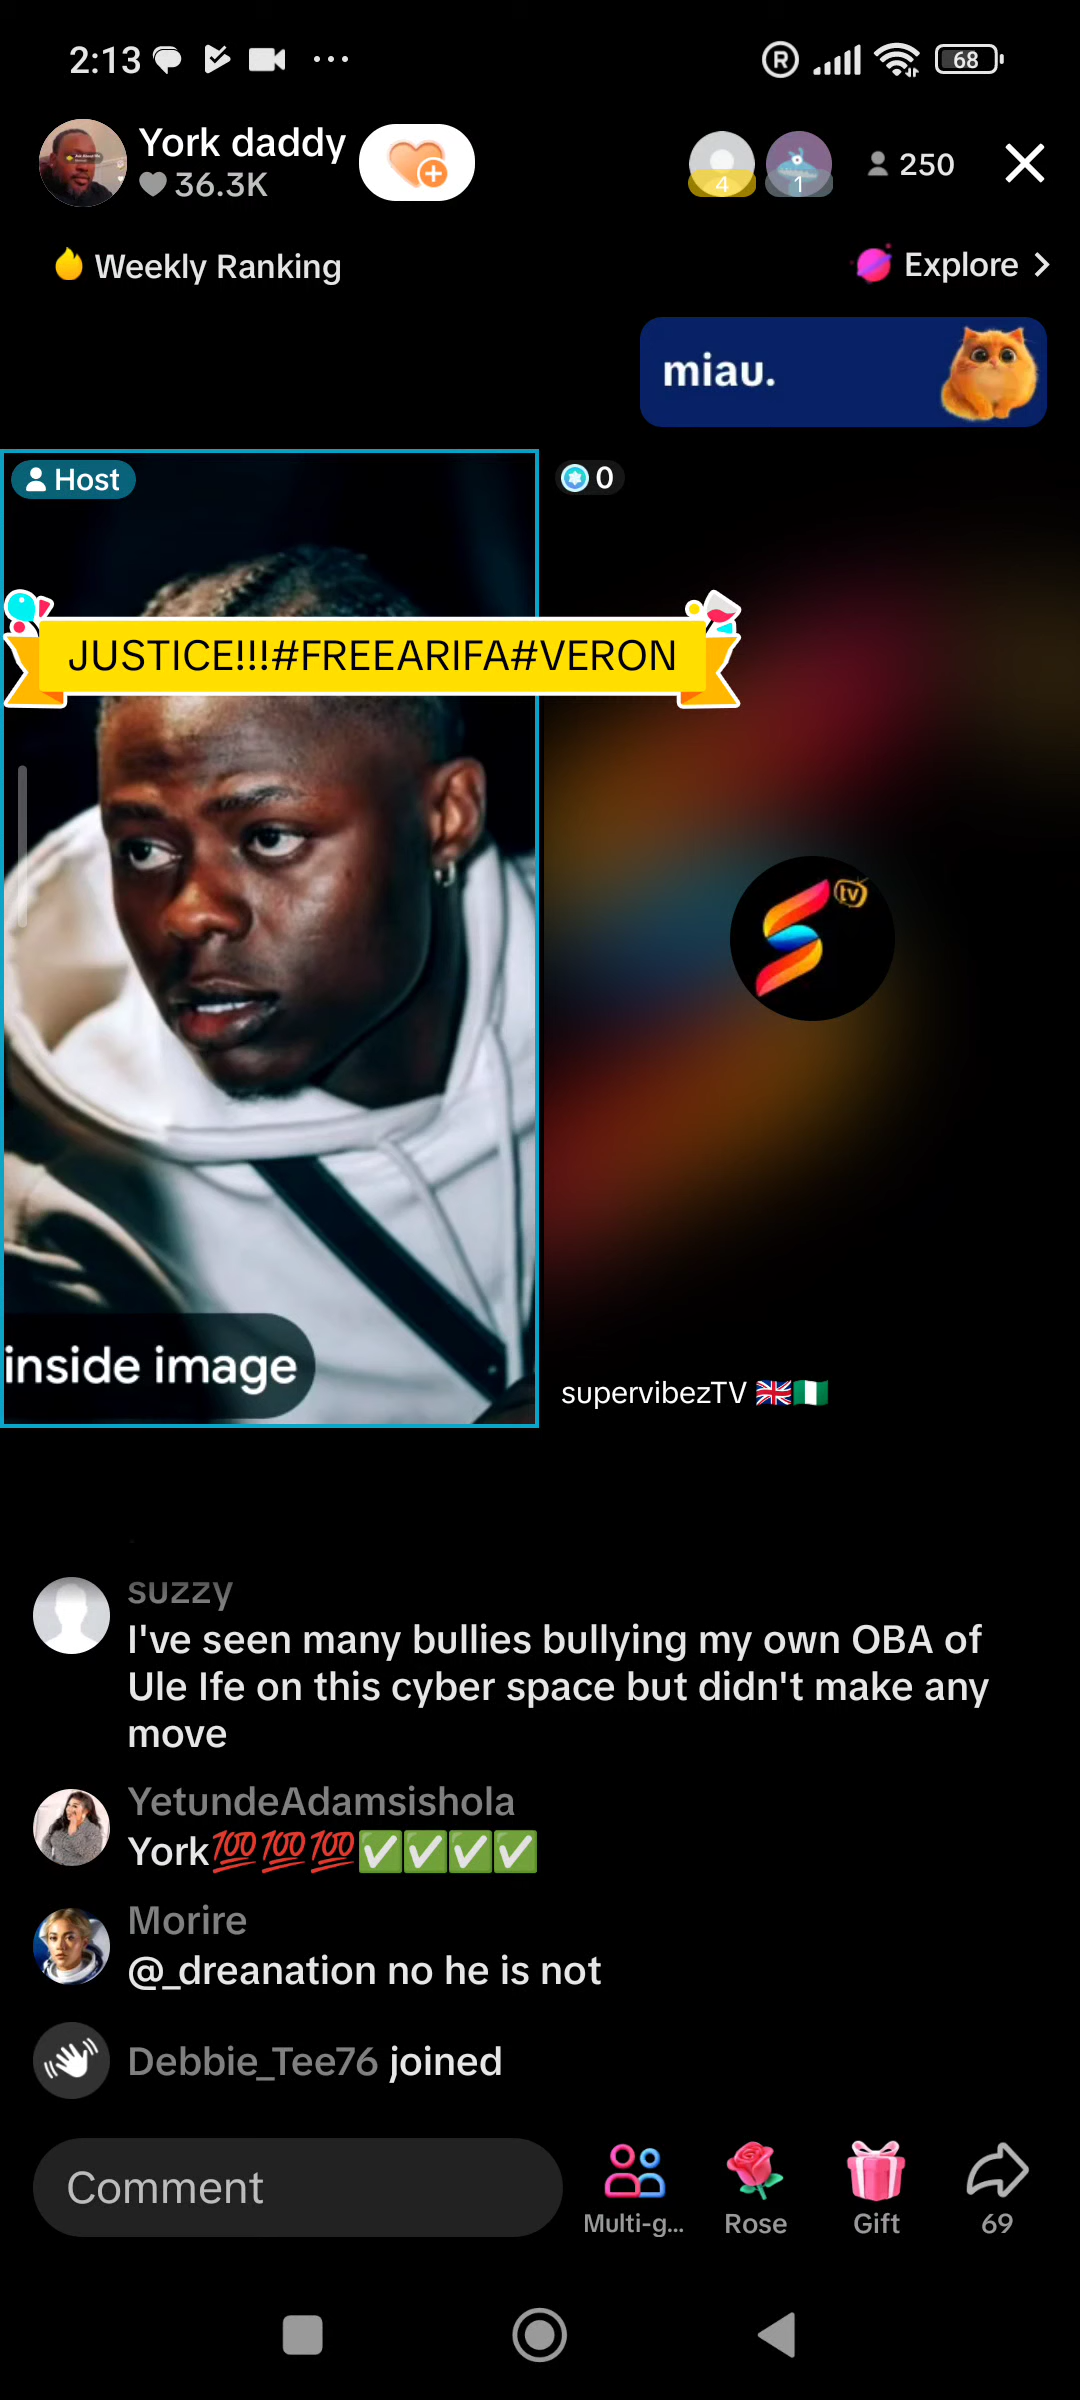 2:13
R
68
York daddy
36.3K
4
1
250
Weekly Ranking
Explore
miau.
Host
0
JUSTICE!!!#FREEARIFA#VERON
tv
inside image
supervibezTV 🇬🇧🇳🇬
suzzy
I've seen many bullies bullying my own OBA of
Ule Ife on this cyber space but didn't make any
move
YetundeAdamsishola
York💯💯💯✅✅✅✅
Morire
@_dreanation no he is not
Debbie_Tee76 joined
Comment
Multi-g...
Rose
Gift
69